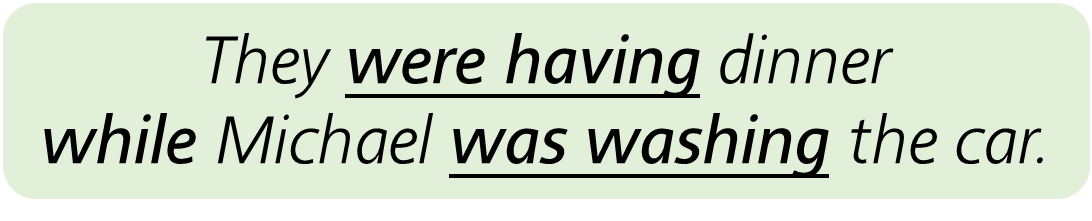 They were having dinner
while Michael was washing the car.